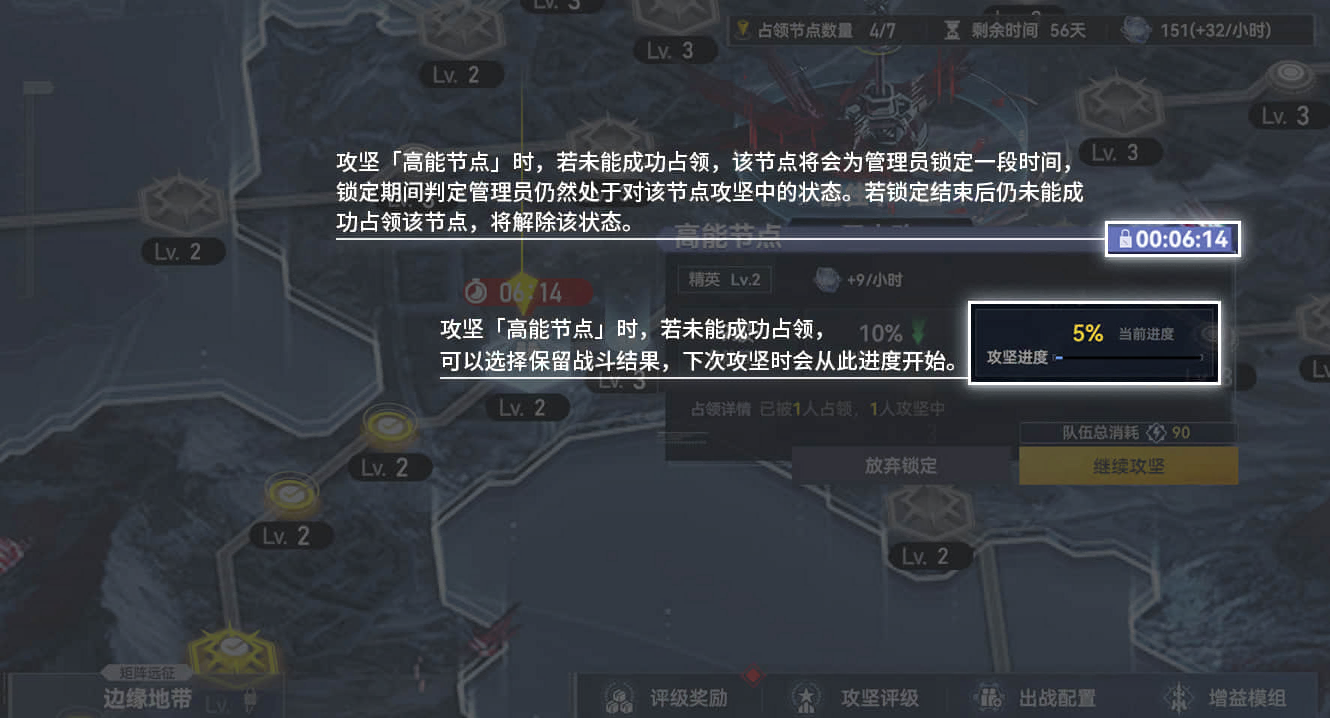 Lv. 3
占领节点数量 4/7
剩余时间 56天
151(+32/小时)
Lv. 3
Lv. 2
Lv. 3
Lv. 3
攻坚「高能节点」时，若未能成功占领，该节点将会为管理员锁定一段时间，
锁定期间判定管理员仍然处于对该节点攻坚中的状态。若锁定结束后仍未能成
功占领该节点，将解除该状态。
Lv. 2
高能节点
00:06:14
精英 Lv.2
+9/小时
06:14
攻坚「高能节点」时，若未能成功占领，
可以选择保留战斗结果，下次攻坚时会从此进度开始。
10%
5% 当前进度
攻坚进度
Lv. 3
Lv. 2
占领详情 已被1人占领，1人攻坚中
队伍总消耗 90
放弃锁定
继续攻坚
Lv. 2
Lv. 2
Lv. 2
矩阵远征
边缘地带 Lv.
评级奖励
攻坚评级
出战配置
增益模组